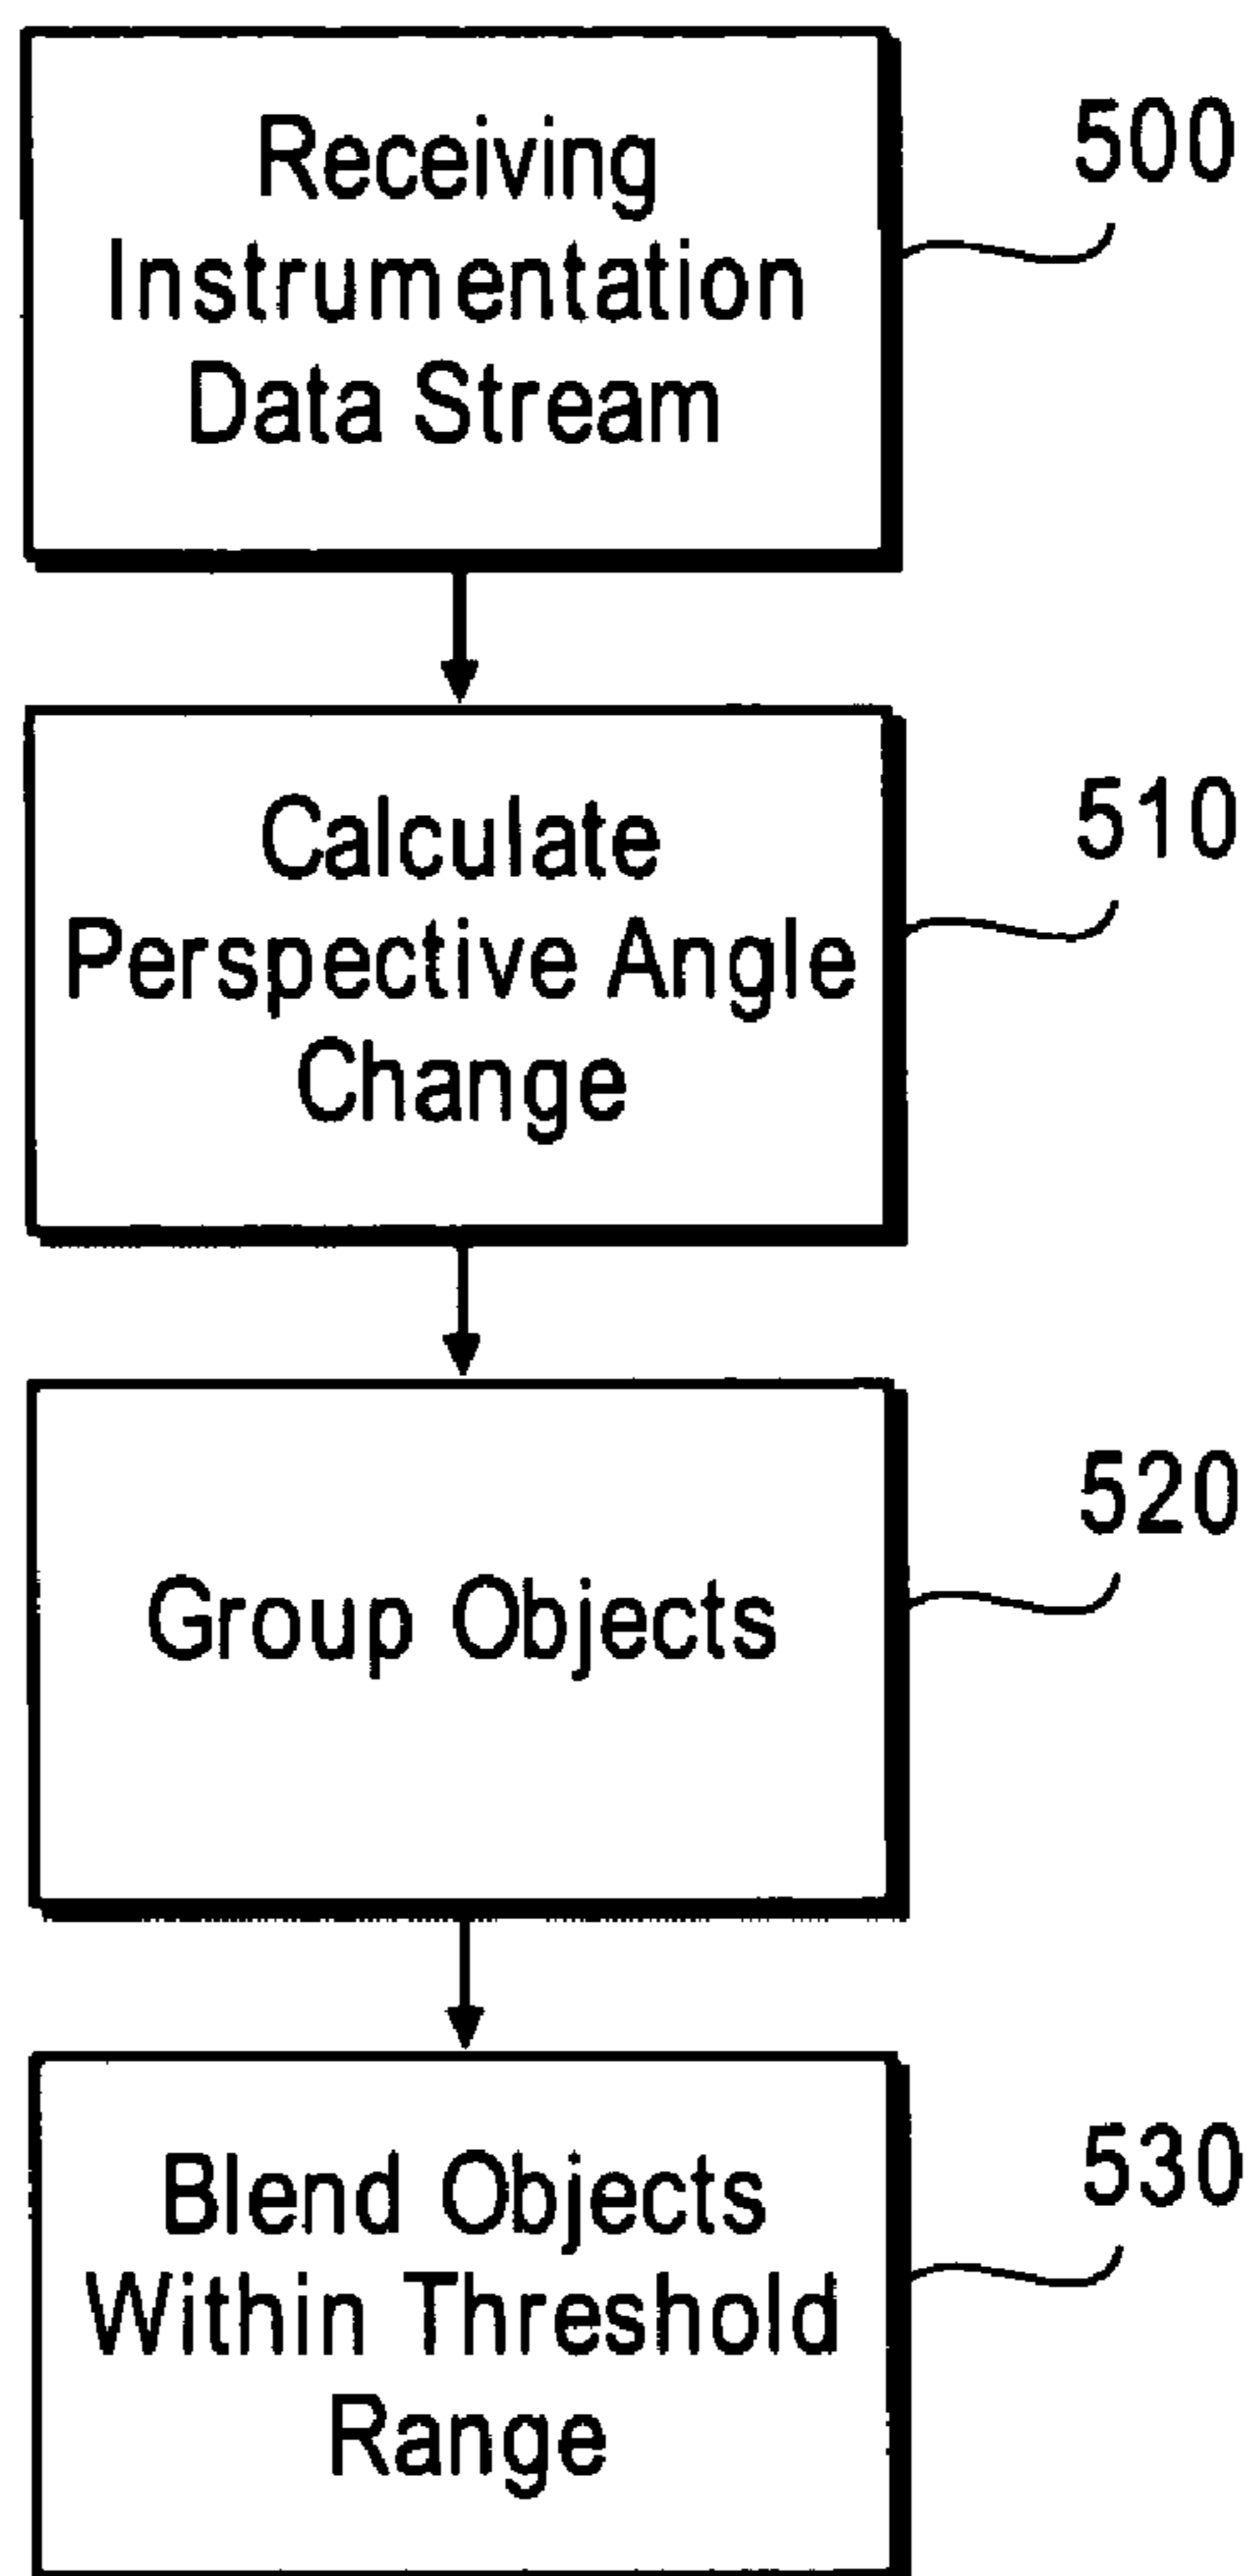 Receiving
Instrumentation
Data Stream
500
Calculate
Perspective Angle
Change
510
Group Objects
520
Blend Objects
Within Threshold
Range
530